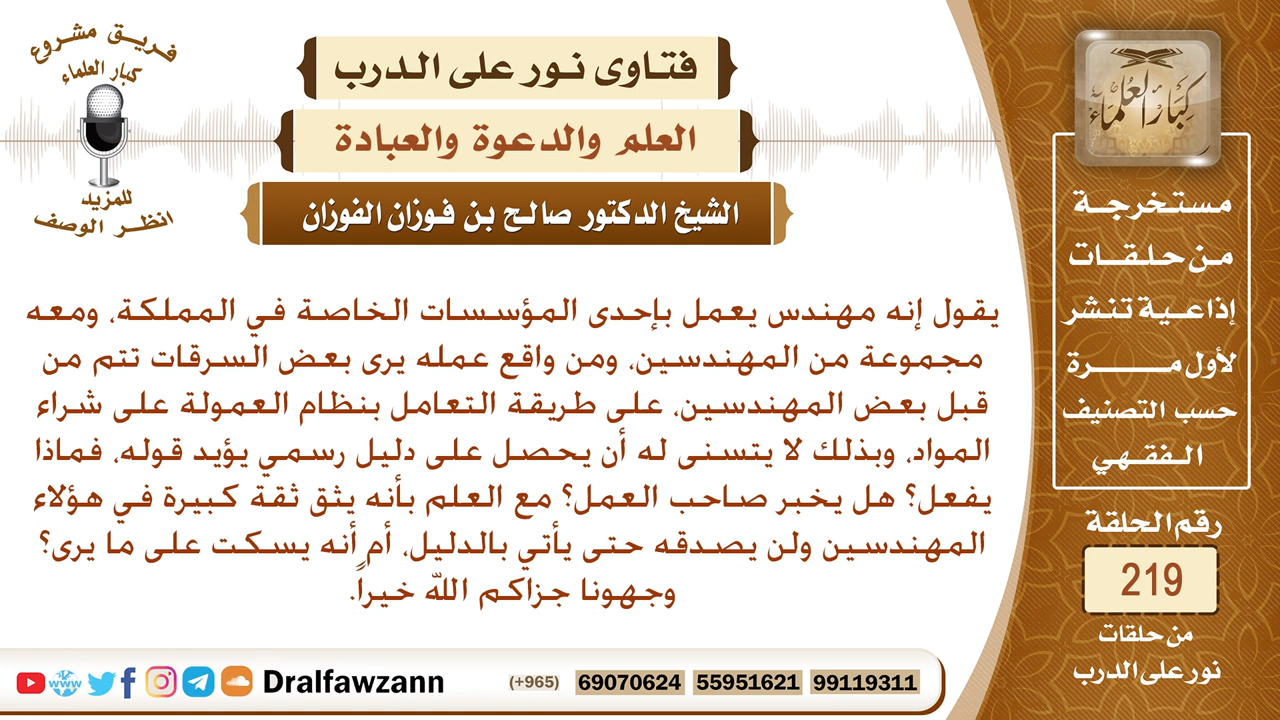 فريق مشروع
كبار العلماء
للمزيد
انظر الوصف
فتاوى نور على الدرب
العلم والدعوة والعبادة
الشيخ الدكتور صالح بن فوزان الفوزان
يقول إنه مهندس يعمل بإحدى المؤسسات الخاصة في المملكة، ومعه
مجموعة من المهندسين، ومن واقع عمله يرى بعض السرقات تتم من
قبل بعض المهندسين، على طريقة التعامل بنظام العمولة على شراء
المواد، وبذلك لا يتسنى له أن يحصل على دليل رسمي يؤيد قوله، فماذا
يفعل؟ هل يخبر صاحب العمل؟ مع العلم بأنه يثق ثقة كبيرة في هؤلاء
المهندسين ولن يصدقه حتى يأتي بالدليل، أم أنه يسكت على ما يرى؟
وجهونا جزاكم الله خيراً.
كبار العلماء
مستخرجة
من حلقات
إذاعية تنشر
لأول مرة
حسب التصنيف
الفقهي
رقم الحلقة
219
من حلقات
نور على الدرب
www
Dralfawzann
(+965) 69070624 55951621 99119311